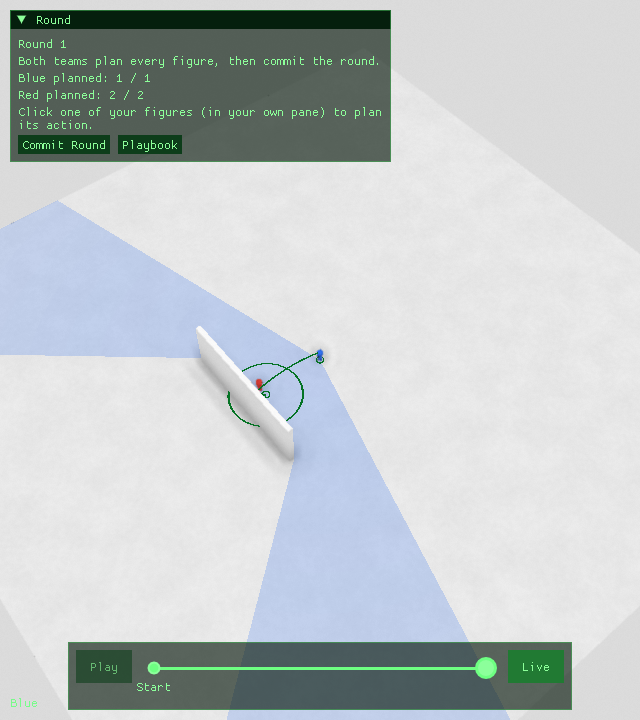 Round
Round 1
Both teams plan every figure, then commit the round.
Blue planned: 1 / 1
Red planned: 2 / 2
Click one of your figures (in your own pane) to plan
its action.
Commit Round
Playbook
Play
Start
Live
Blue